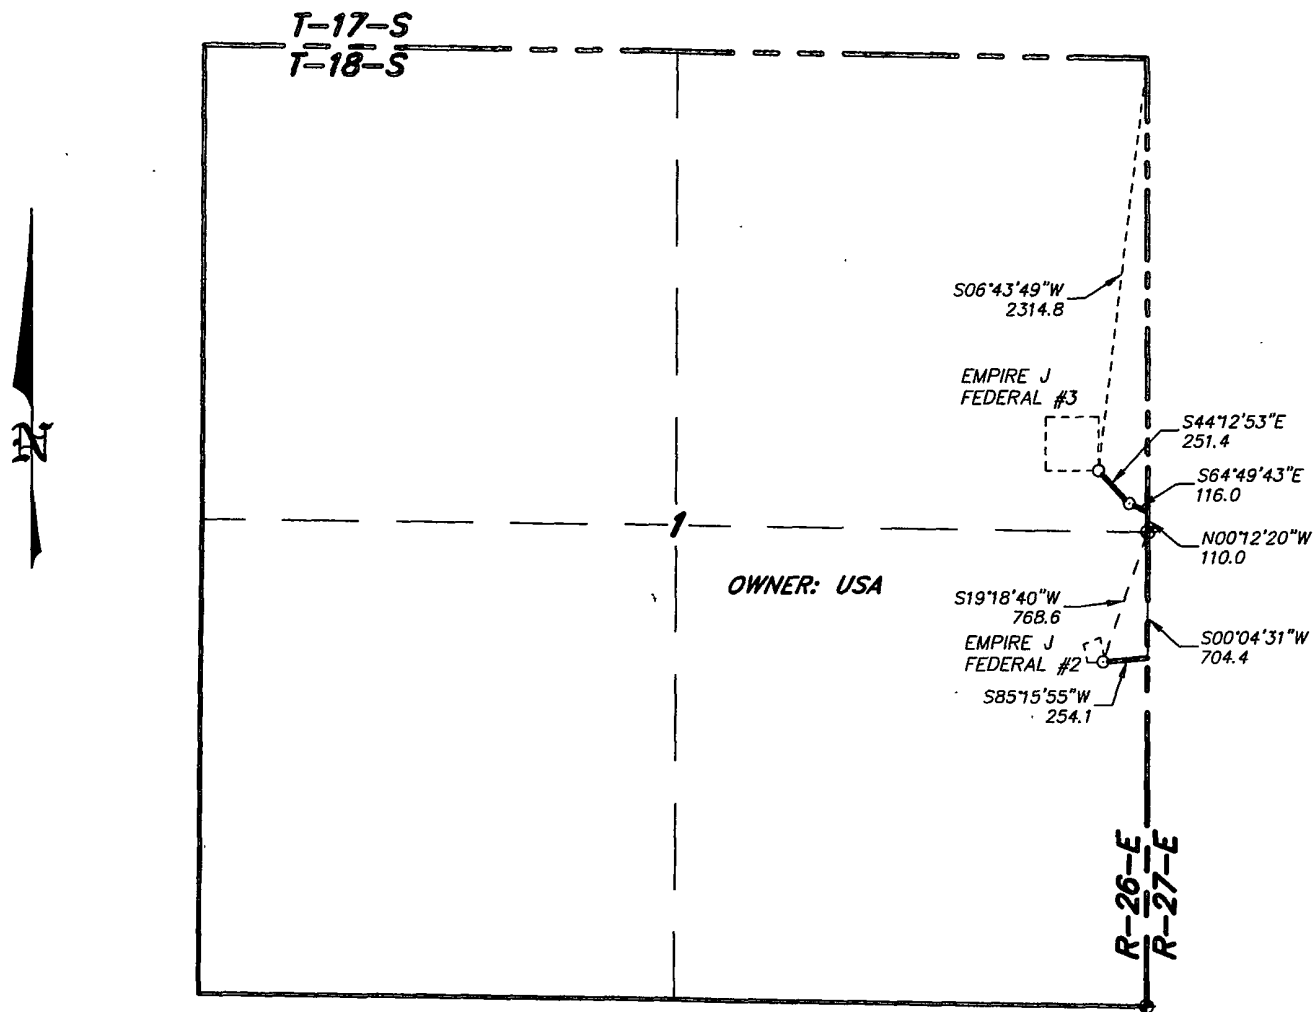 T-17-S
T-18-S
S06°43'49"W
2314.8
EMPIRE J
FEDERAL #3
S44°12'53"E
251.4
S64°49'43"E
116.0
1
N00°12'20"W
110.0
OWNER: USA
S19°18'40"W
768.6
EMPIRE J
FEDERAL #2
S00°04'31"W
704.4
S85°15'55"W
254.1
R-26-E
R-27-E
N